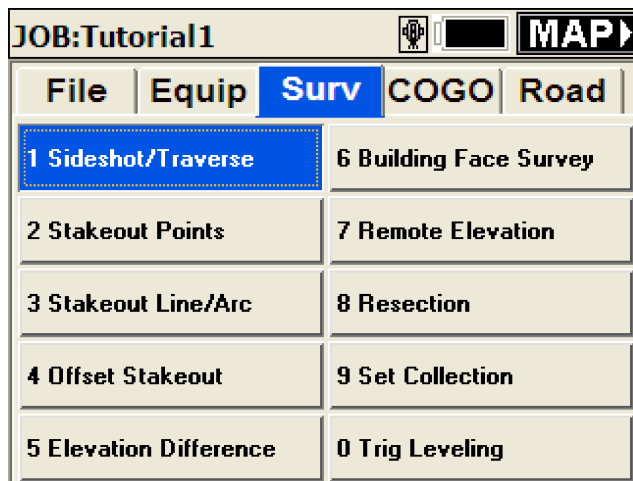 JOB:Tutorial1 MAP
File Equip Surv COGO Road
1 Sideshot/Traverse
6 Building Face Survey
2 Stakeout Points
7 Remote Elevation
3 Stakeout Line/Arc
8 Resection
4 Offset Stakeout
9 Set Collection
5 Elevation Difference
0 Trig Leveling